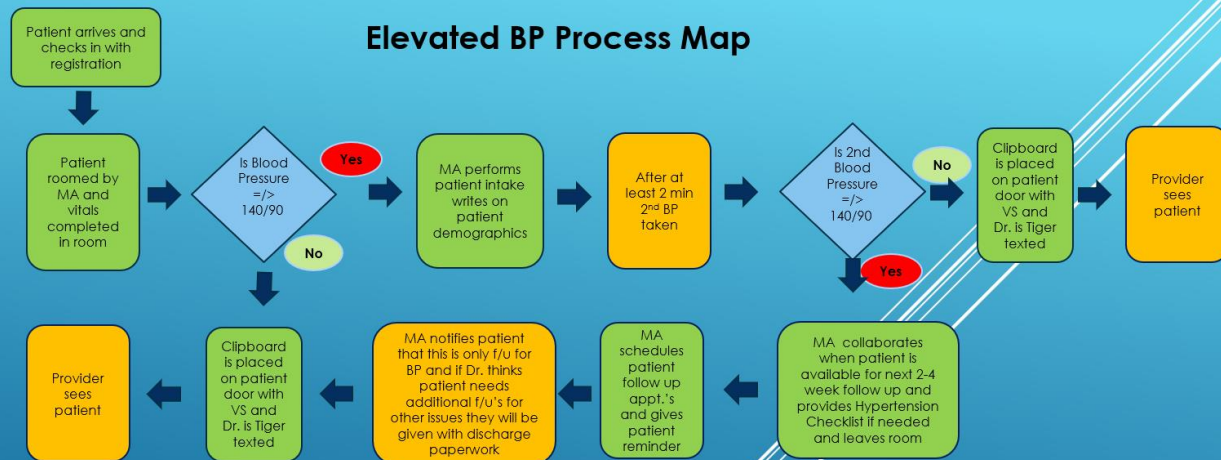 Elevated BP Process Map
Patient arrives and
checks in with
registration
Patient
roomed by
MA and
vitals
completed
in room
Is Blood
Pressure
=/>
140/90
Yes
No
MA performs
patient intake
writes on
patient
demographics
After at
least 2 min
2nd BP
taken
Is 2nd
Blood
Pressure
=/>
140/90
No
Yes
Clipboard
is placed
on patient
door with
VS and
Dr. is Tiger
texted
Provider
sees
patient
MA collaborates
when patient is
available for next 2-4
week follow up and
provides Hypertension
Checklist if needed
and leaves room
MA
schedules
patient
follow up
appt.'s
and gives
patient
reminder
MA notifies patient
that this is only f/u for
BP and if Dr. thinks
patient needs
additional f/u's for
other issues they will be
given with discharge
paperwork
Clipboard
is placed
on patient
door with
VS and
Dr. is Tiger
texted
Provider
sees
patient